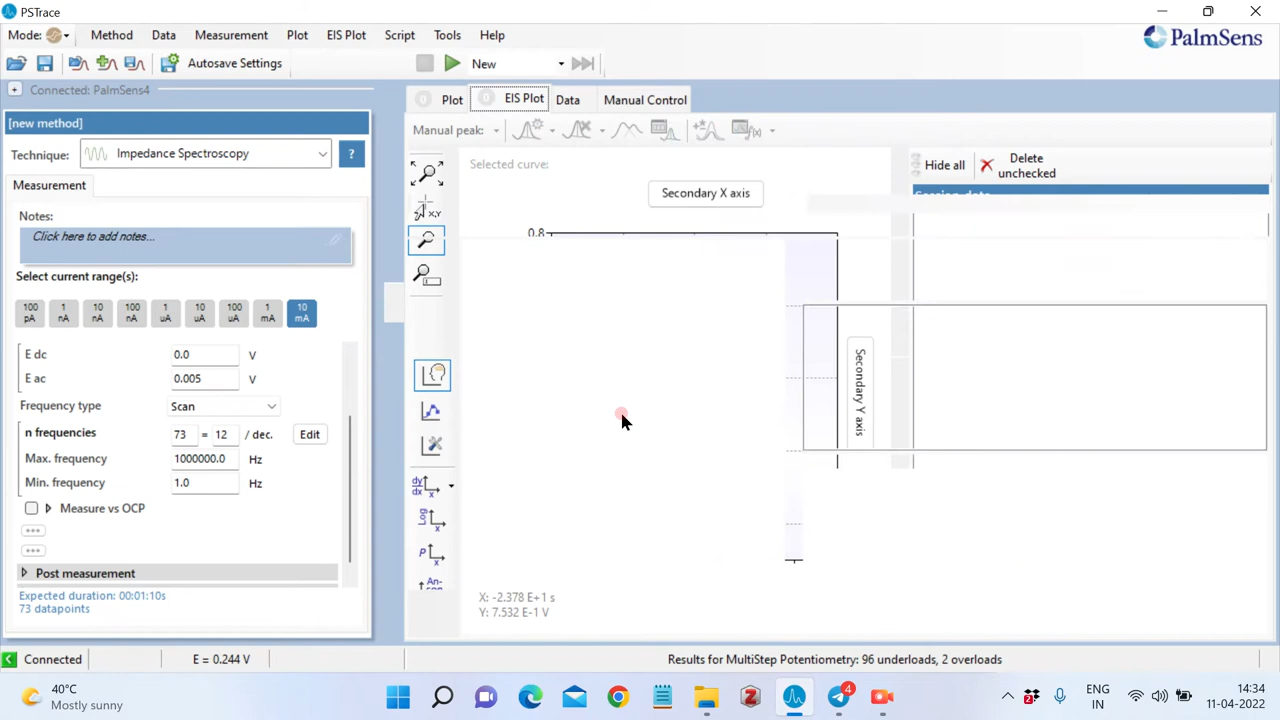 PSTrace
Mode: Method Data Measurement Plot EIS Plot Script Tools Help
PalmSens
Autosave Settings New
Connected: PalmSens4
Plot EIS Plot Data Manual Control
[new method]
Manual peak:
Technique: Impedance Spectroscopy ?
Selected curve:
Hide all Delete unchecked
Measurement
Secondary X axis
Session data
Notes:
Click here to add notes...
X,Y
0.8
Select current range(s):
100 pA 1 nA 10 nA 100 nA 1 uA 10 uA 100 uA 1 mA 10 mA
E dc 0.0 V
E ac 0.005 V
Secondary Y axis
Frequency type Scan
n frequencies 73 = 12 / dec. Edit
Max. frequency 1000000.0 Hz
Min. frequency 1.0 Hz
dy/dx x
Measure vs OCP
Log x
P x
Post measurement
Expected duration: 00:01:10s
73 datapoints
X: -2.378 E+1 s
Y: 7.532 E-1 V
Connected E = 0.244 V Results for MultiStep Potentiometry: 96 underloads, 2 overloads
40°C
Mostly sunny
2
4
ENG
IN
14:34
11-04-2022